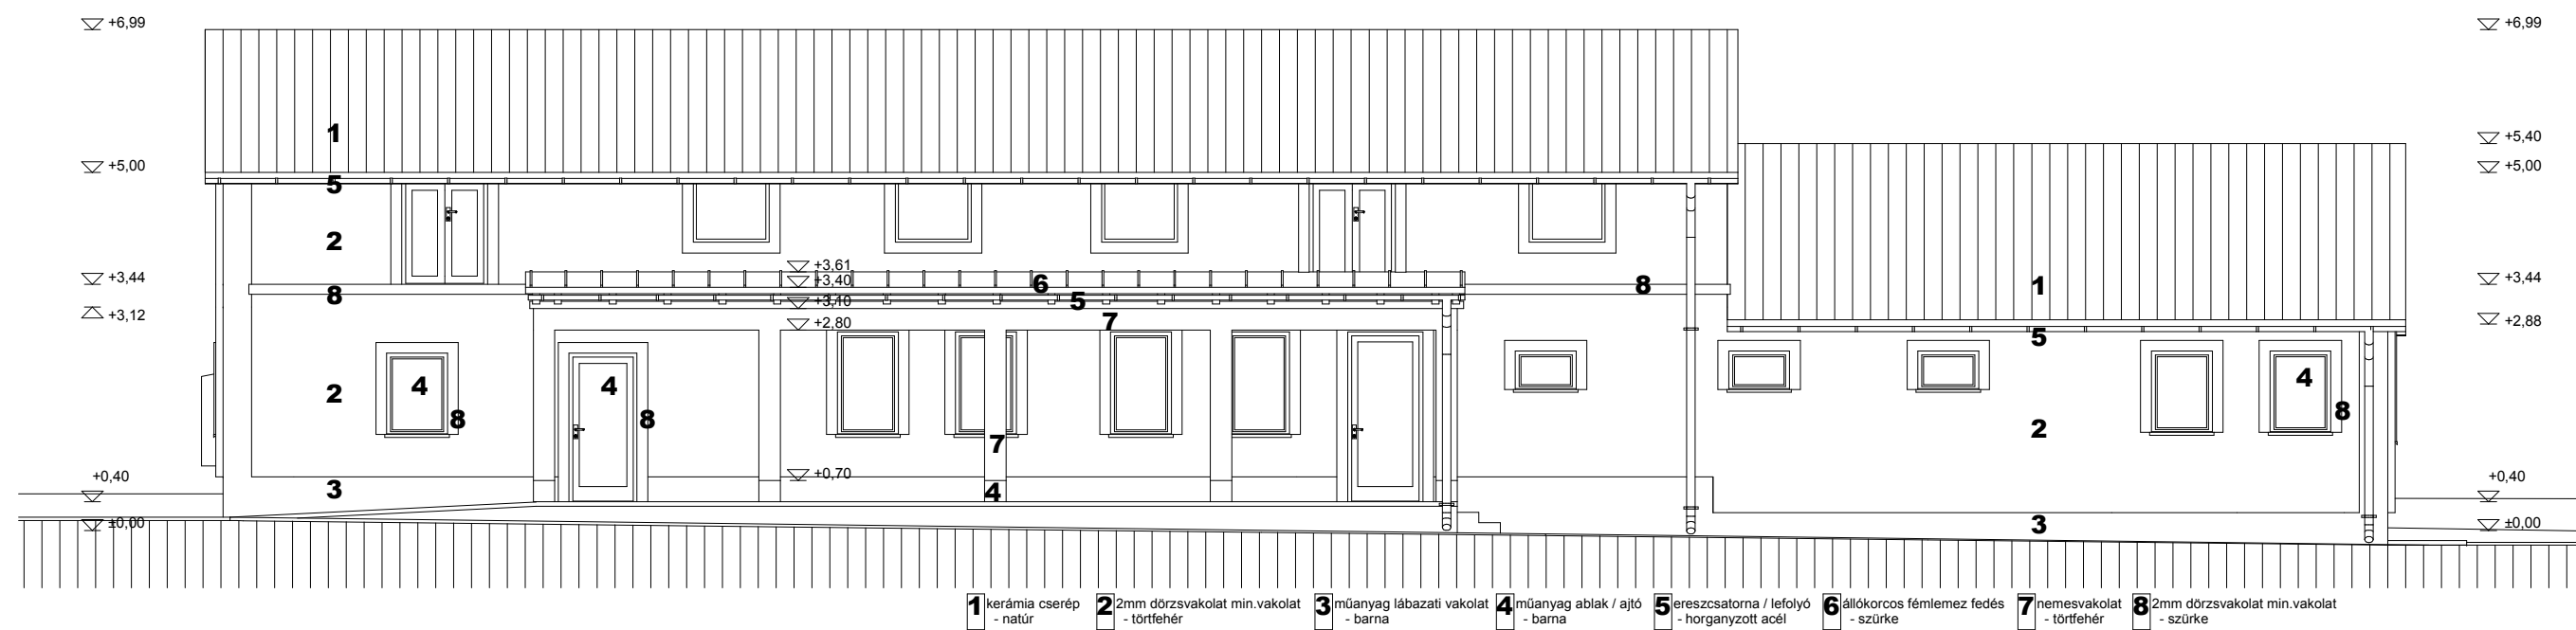 +6,99
+6,99
1
+5,40
+5,00
+5,00
5
2
+3,61
+3,44
+3,40
6
8
1
+3,44
8
5
+3,10
+3,12
7
+2,80
+2,88
5
4
4
4
2
8
8
8
2
7
+0,40
+0,70
+0,40
3
4
±0,00
3
±0,00
1 kerámia cserép
- natúr
2 2mm dörzsvakolat min.vakolat
- törtfehér
3 műanyag lábazati vakolat
- barna
4 műanyag ablak / ajtó
- barna
5 ereszcsatorna / lefolyó
- horganyzott acél
6 állókorcos fémlemez fedés
- szürke
7 nemesvakolat
- törtfehér
8 2mm dörzsvakolat min.vakolat
- szürke